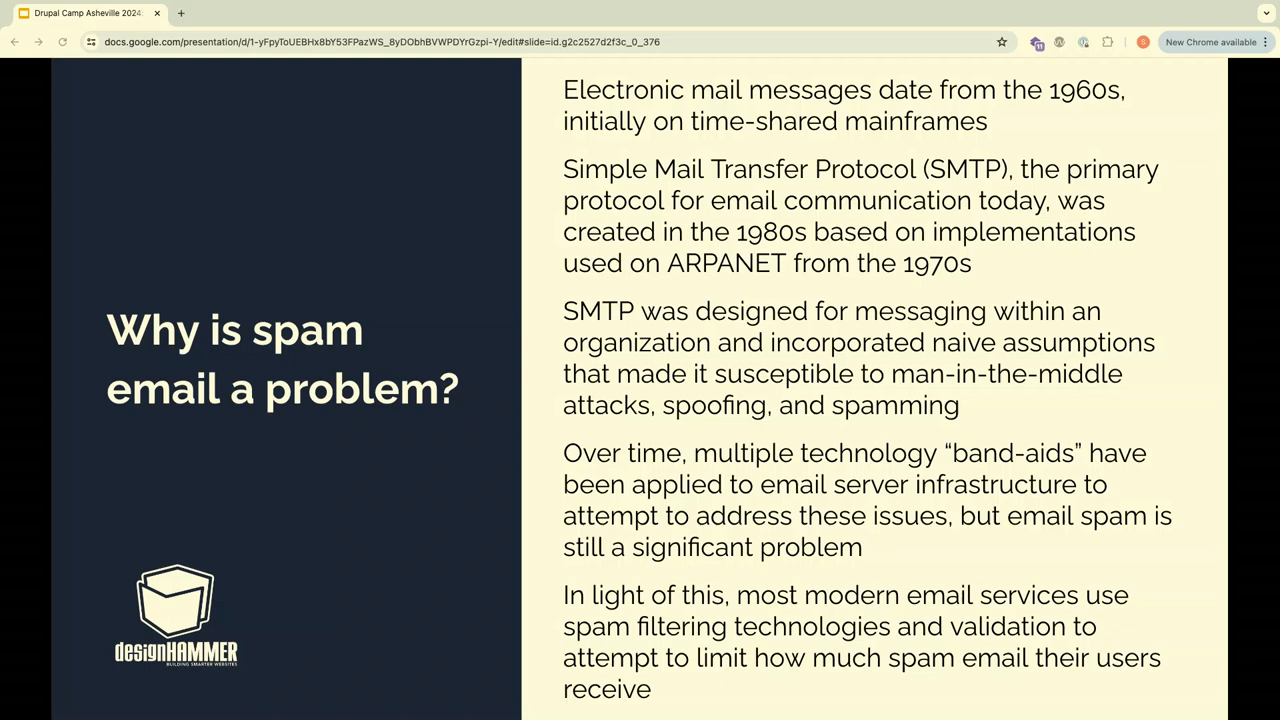 Drupal Camp Asheville 2024:
docs.google.com/presentation/d/1-yFpyToUEBHx8bY53FPazWS_8yDObhBVWPDYrGzpi-Y/edit#slide=id.g2c2527d2f3c_0_376
11
S
New Chrome available
Why is spam
email a problem?
designHAMMER
BUILDING SMARTER WEBSITES
Electronic mail messages date from the 1960s,
initially on time-shared mainframes
Simple Mail Transfer Protocol (SMTP), the primary
protocol for email communication today, was
created in the 1980s based on implementations
used on ARPANET from the 1970s
SMTP was designed for messaging within an
organization and incorporated naive assumptions
that made it susceptible to man-in-the-middle
attacks, spoofing, and spamming
Over time, multiple technology “band-aids” have
been applied to email server infrastructure to
attempt to address these issues, but email spam is
still a significant problem
In light of this, most modern email services use
spam filtering technologies and validation to
attempt to limit how much spam email their users
receive